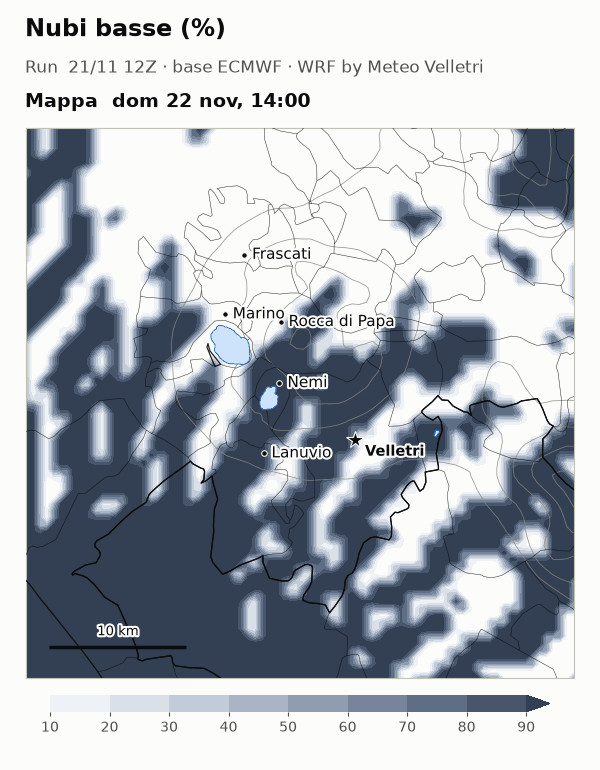 Nubi basse (%)
Run  21/11 12Z · base ECMWF · WRF by Meteo Velletri
Mappa  dom 22 nov, 14:00
Frascati
Marino
Rocca di Papa
Nemi
Velletri
Lanuvio
10 km
10 20 30 40 50 60 70 80 90